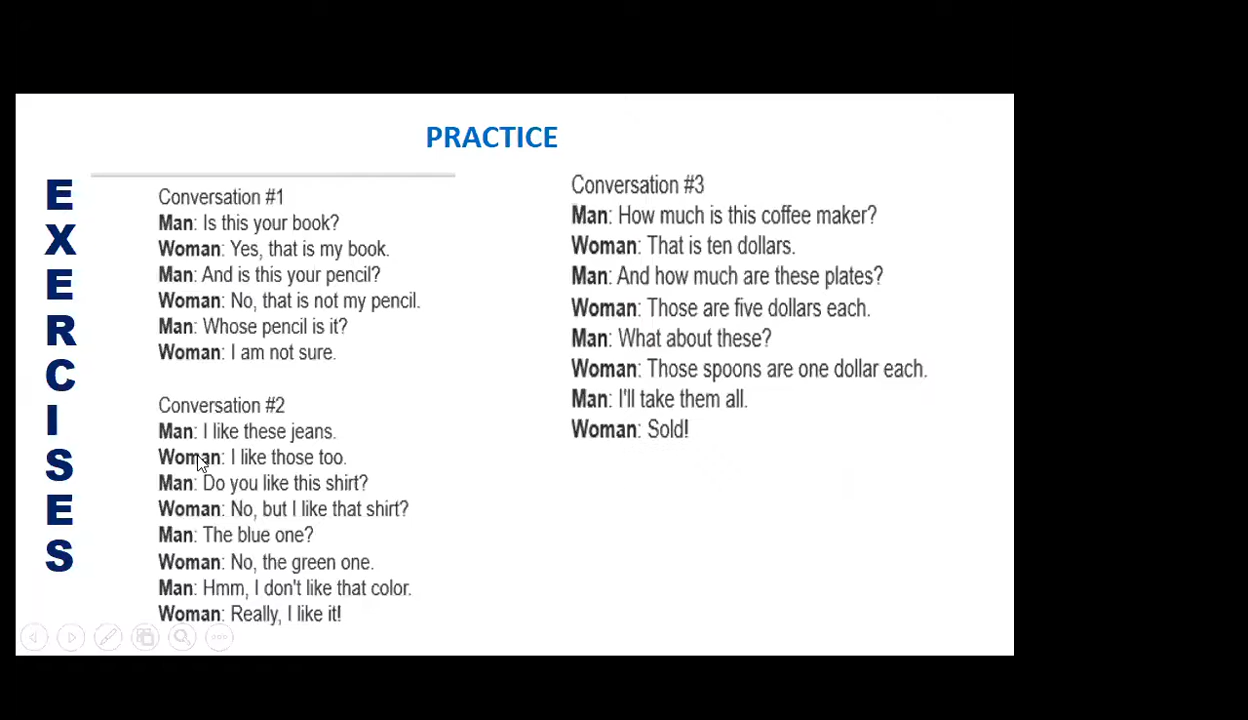 PRACTICE
EXERCISES
Conversation #1
Man: Is this your book?
Woman: Yes, that is my book.
Man: And is this your pencil?
Woman: No, that is not my pencil.
Man: Whose pencil is it?
Woman: I am not sure.
Conversation #2
Man: I like these jeans.
Woman: I like those too.
Man: Do you like this shirt?
Woman: No, but I like that shirt?
Man: The blue one?
Woman: No, the green one.
Man: Hmm, I don't like that color.
Woman: Really, I like it!
Conversation #3
Man: How much is this coffee maker?
Woman: That is ten dollars.
Man: And how much are these plates?
Woman: Those are five dollars each.
Man: What about these?
Woman: Those spoons are one dollar each.
Man: I'll take them all.
Woman: Sold!